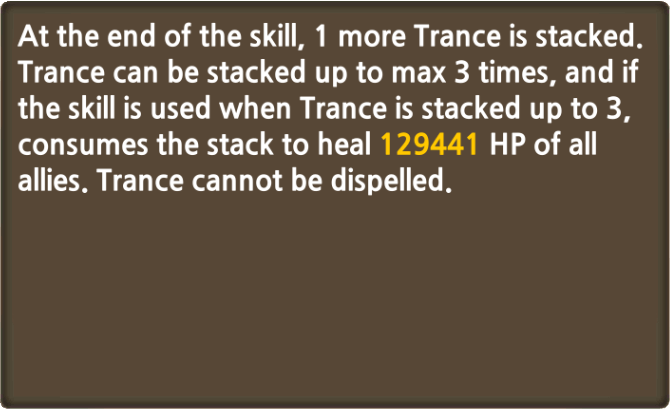 At the end of the skill, 1 more Trance is stacked.
Trance can be stacked up to max 3 times, and if
the skill is used when Trance is stacked up to 3,
consumes the stack to heal 129441 HP of all
allies. Trance cannot be dispelled.